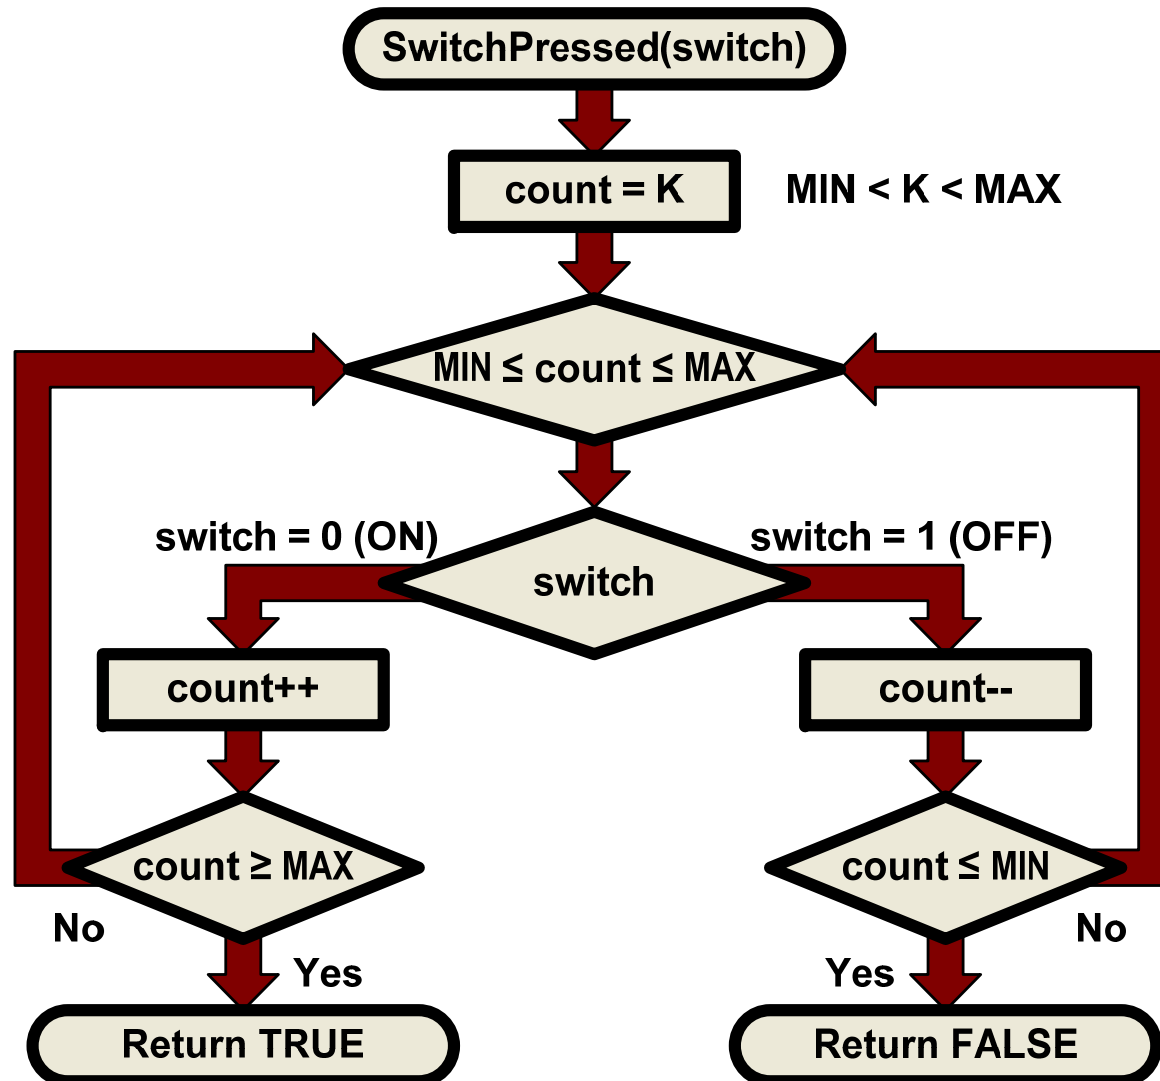 SwitchPressed(switch)
count = K
MIN < K < MAX
MIN ≤ count ≤ MAX
switch = 0 (ON)
switch = 1 (OFF)
switch
count++
count--
count ≥ MAX
count ≤ MIN
No
No
Yes
Yes
Return TRUE
Return FALSE